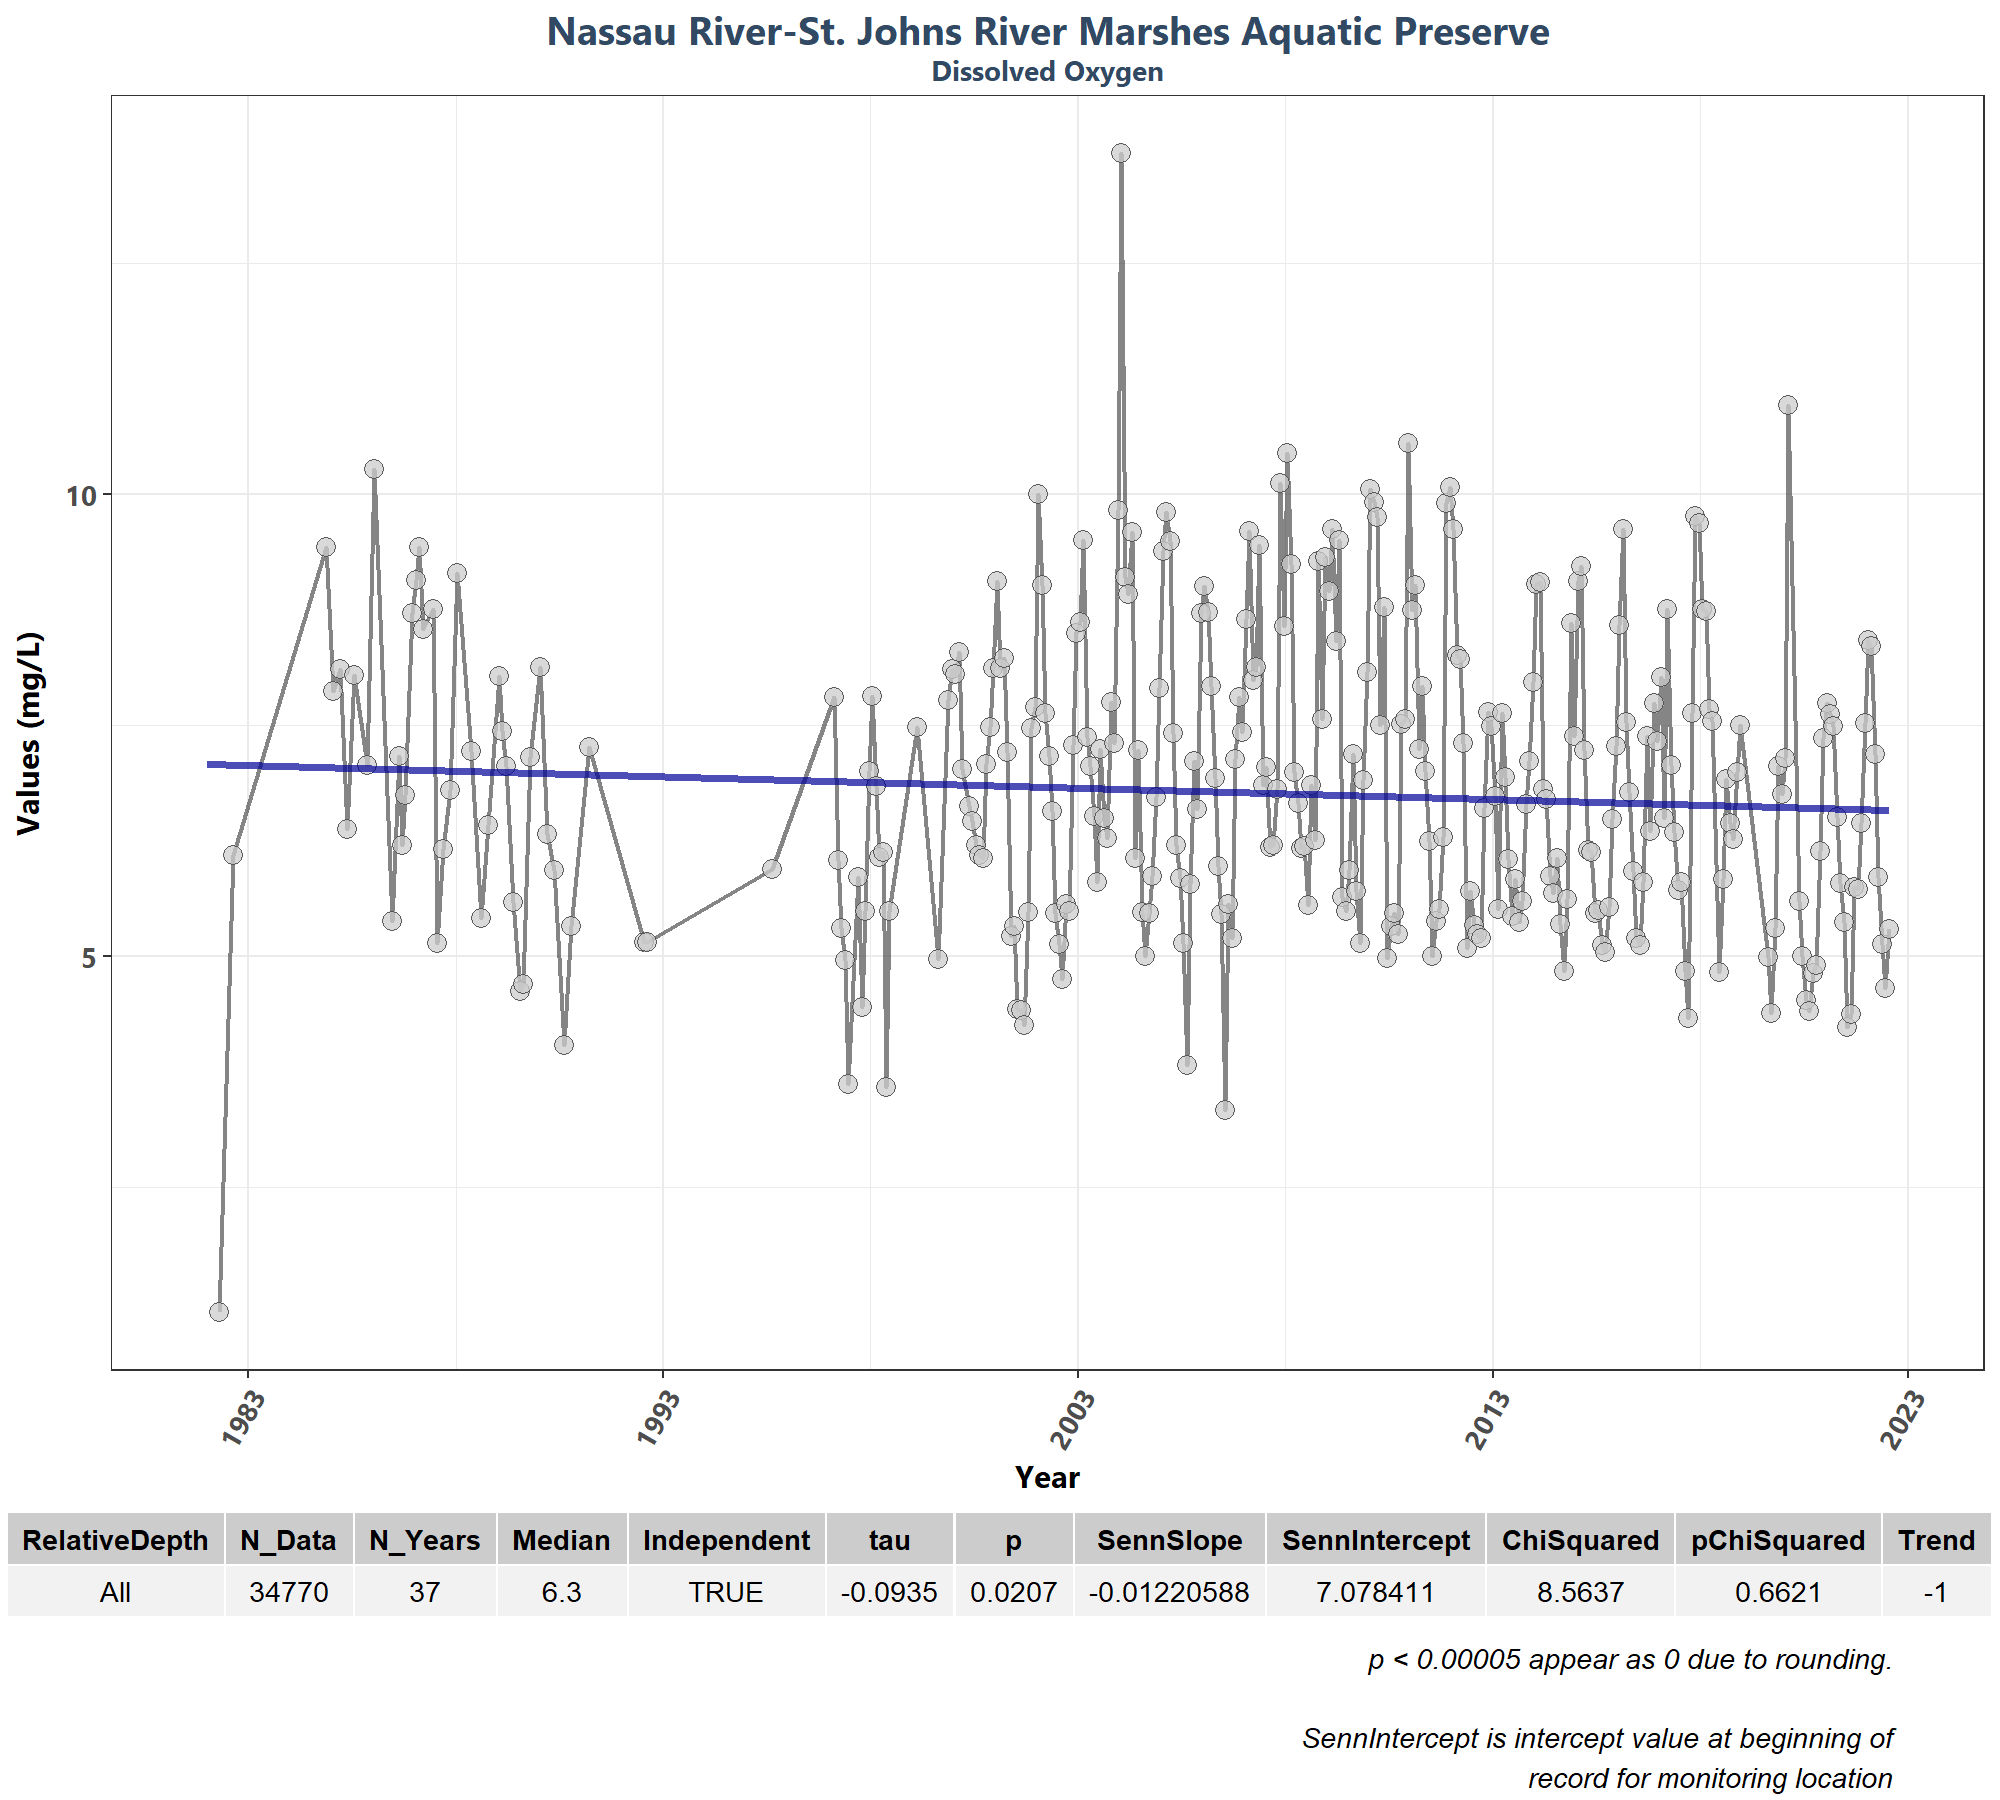 Nassau River-St. Johns River Marshes Aquatic Preserve
Dissolved Oxygen
Values (mg/L)
10
5
1983
1993
2003
2013
2023
Year
RelativeDepth N_Data N_Years Median Independent tau p SennSlope SennIntercept ChiSquared pChiSquared Trend
All 34770 37 6.3 TRUE -0.0935 0.0207 -0.01220588 7.078411 8.5637 0.6621 -1
p < 0.00005 appear as 0 due to rounding.
SennIntercept is intercept value at beginning of
record for monitoring location